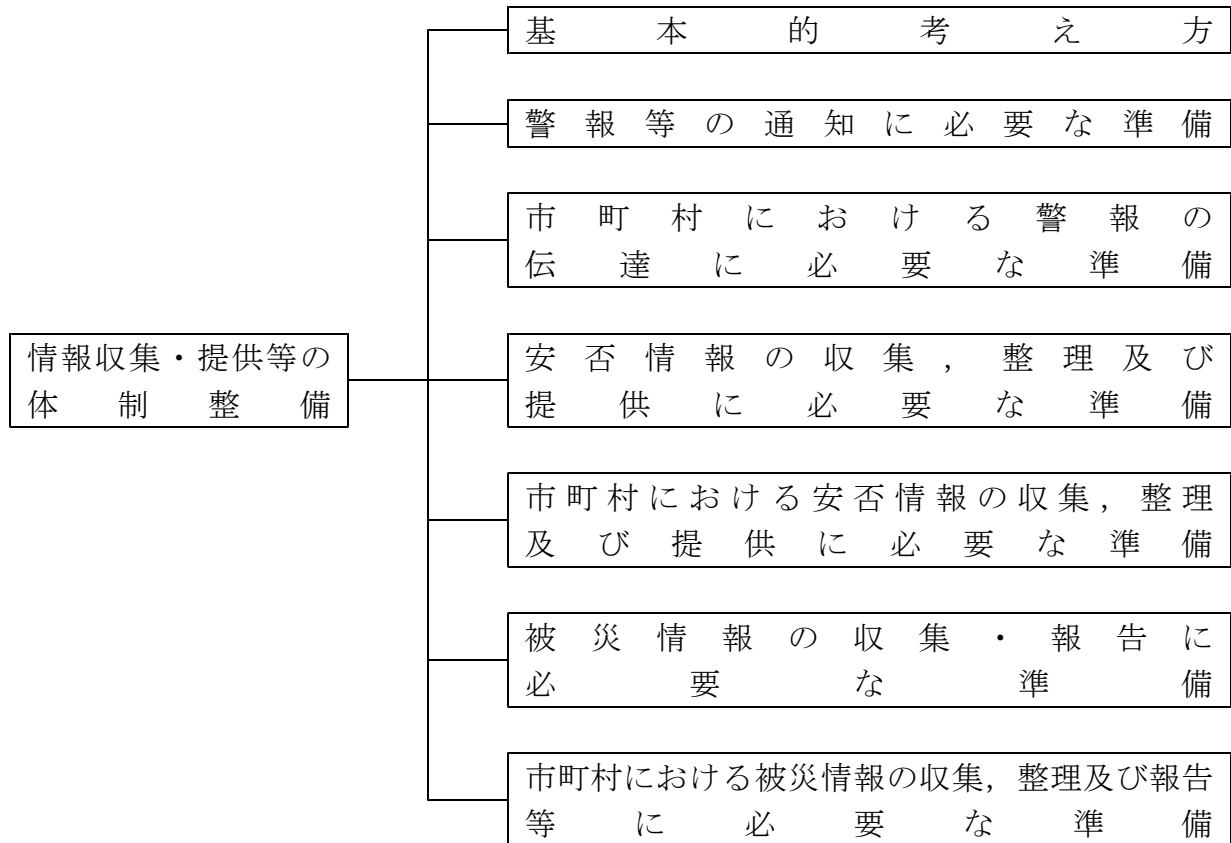 基本的考え方
警報等の通知に必要な準備
市町村における警報の
伝達に必要な準備
情報収集・提供等の
体制整備
安否情報の収集，整理及び
提供に必要な準備
市町村における安否情報の収集，整理
及び提供に必要な準備
被災情報の収集・報告に
必要な準備
市町村における被災情報の収集，整理及び報告
等に必要な準備